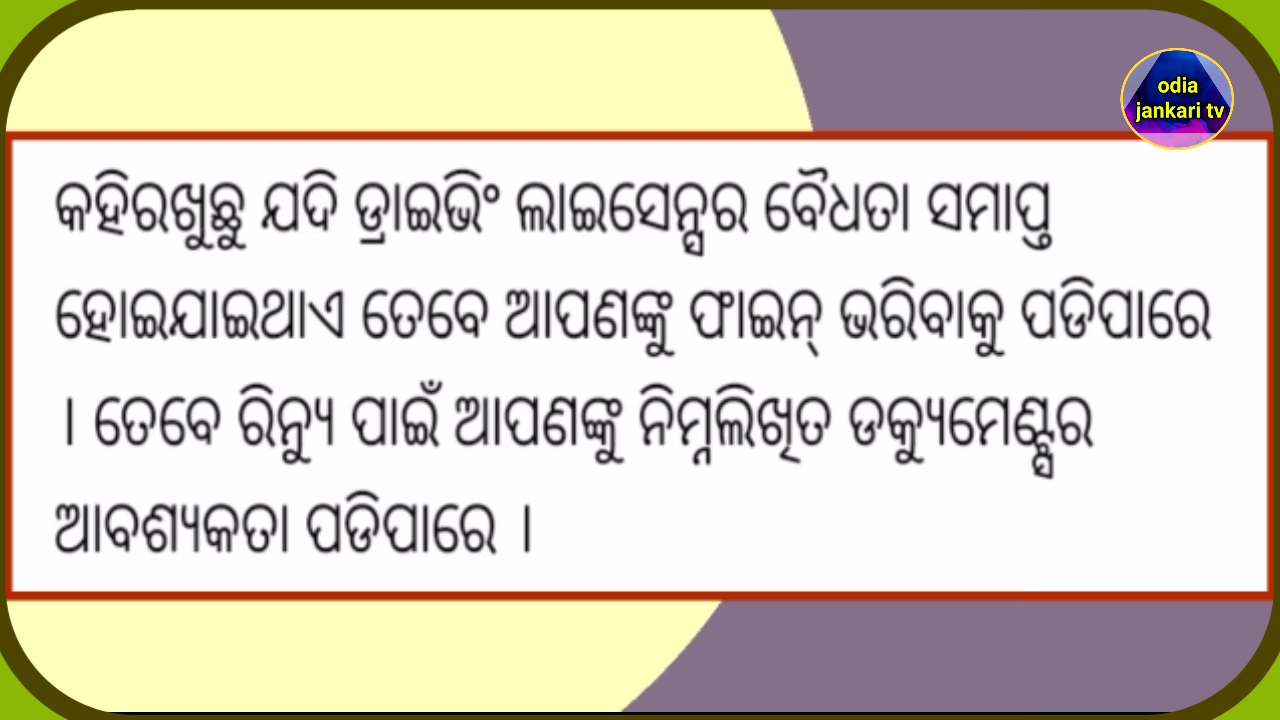 odia
jankari tv
କହିରଖୁଛୁ ଯଦି ଡ୍ରାଇଭିଂ ଲାଇସେନ୍ସର ବୈଧତା ସମାପ୍ତ
ହୋଇଯାଇଥାଏ ତେବେ ଆପଣଙ୍କୁ ଫାଇନ୍ ଭରିବାକୁ ପଡିପାରେ
। ତେବେ ରିନ୍ୟୁ ପାଇଁ ଆପଣଙ୍କୁ ନିମ୍ନଲିଖିତ ଡକ୍ୟୁମେଣ୍ଟ୍ସର
ଆବଶ୍ୟକତା ପଡିପାରେ ।